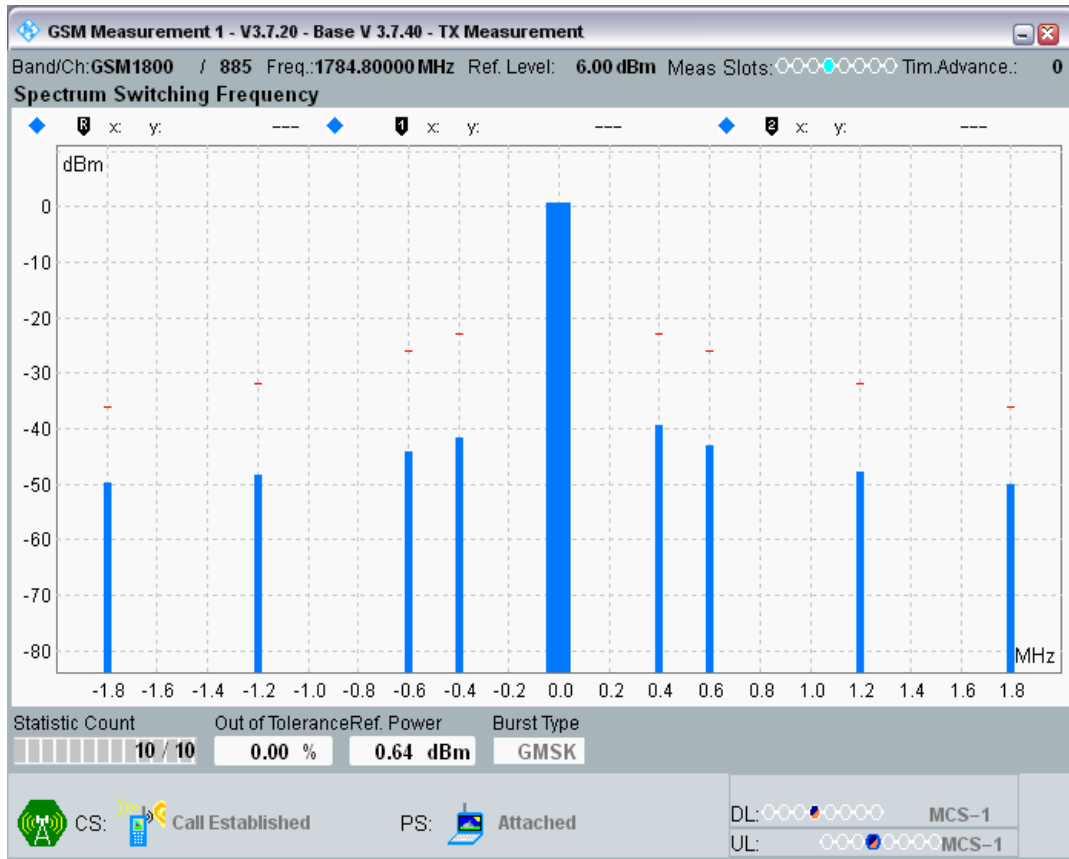 GSM Measurement 1 - V3.7.20 - Base V 3.7.40 - TX Measurement
Band/Ch:GSM1800 / 885 Freq.:1784.80000 MHz Ref. Level: 6.00 dBm Meas Slots: Tim.Advance.: 0
Spectrum Switching Frequency
R x: y: --- 1 x: y: --- 2 x: y: ---
dBm
0
-10
-20
-30
-40
-50
-60
-70
-80
MHz
-1.8 -1.6 -1.4 -1.2 -1.0 -0.8 -0.6 -0.4 -0.2 0.0 0.2 0.4 0.6 0.8 1.0 1.2 1.4 1.6 1.8
Statistic Count Out of Tolerance Ref. Power Burst Type
10 / 10 0.00 % 0.64 dBm GMSK
CS: Call Established PS: Attached
DL: MCS-1
UL: MCS-1